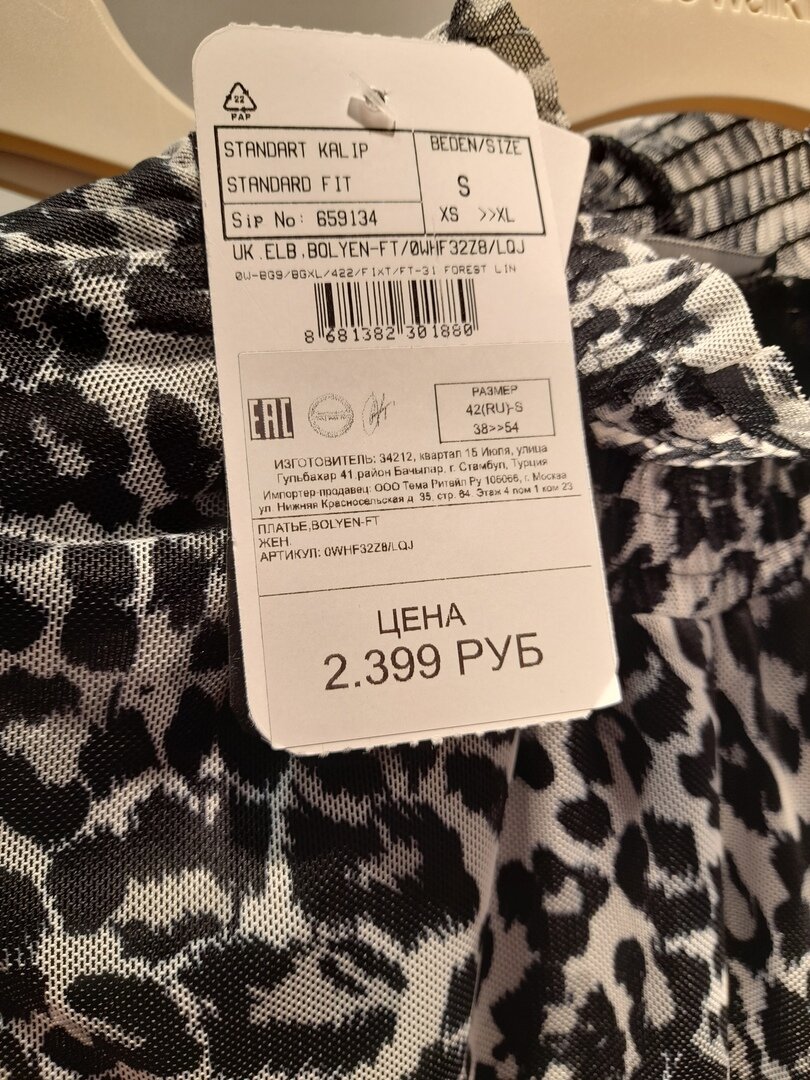 22
PAP
STANDART KALIP
STANDARD FIT
Sip No: 659134
BEDEN/SIZE
S
XS >>XL
UK.ELB.BOLYEN-FT/0WHF32Z8/LQJ
0W-BG9/BGXL/422/FIXT/FT-31 FOREST LIN
8 681382 301880
EAC
РАЗМЕР
42(RU)-S
38>>54
ИЗГОТОВИТЕЛЬ: 34212, квартал 15 Июля, улица
Гульбахар 41,район Бачылар, г. Стамбул, Турция
Импортер-продавец: ООО Тема Ритейл Ру 105066, г. Москва
ул. Нижняя Красносельская д. 35, стр. 64. Этаж 4 пом 1 ком 23
ПЛАТЬЕ,BOLYEN-FT
ЖЕН.
АРТИКУЛ: 0WHF32Z8/LQJ
ЦЕНА
2.399 РУБ